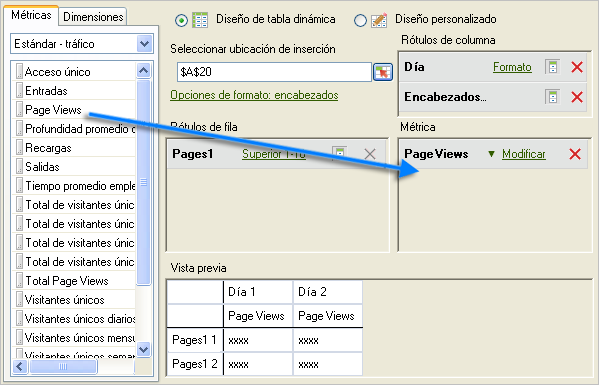 Métricas Dimensiones
Estándar - tráfico
Acceso único
Entradas
Page Views
Profundidad promedio d
Recargas
Salidas
Tiempo promedio emple
Total de visitantes únic
Total de visitantes únic
Total de visitantes únic
Total de visitantes únic
Total Page Views
Visitantes únicos
Visitantes únicos diarios
Visitantes únicos mensu
Visitantes únicos seman
Diseño de tabla dinámica
Diseño personalizado
Seleccionar ubicación de inserción
$A$20
Opciones de formato: encabezados
Rótulos de columna
Día Formato
Encabezados...
Rótulos de fila
Pages1 Superior 1-10
Métrica
Page Views Modificar
Vista previa
Día 1 Día 2
Page Views Page Views
Pages1 1 xxxx xxxx
Pages1 2 xxxx xxxx